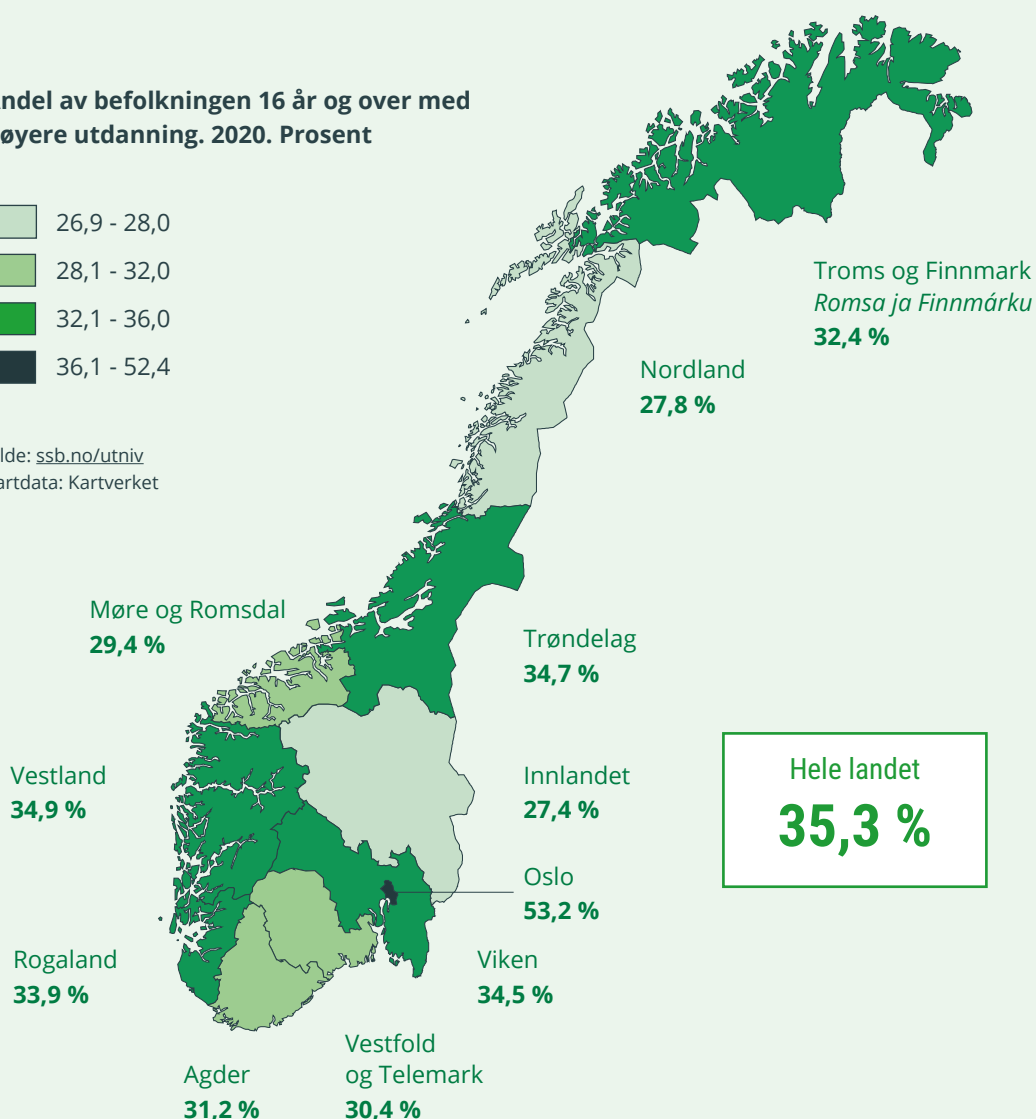 ndel av befolkningen 16 år og over med
øyere utdanning. 2020. Prosent
26,9 - 28,0
28,1 - 32,0
32,1 - 36,0
36,1 - 52,4
lde: ssb.no/utniv
artdata: Kartverket
Troms og Finnmark
Romsa ja Finnmárku
32,4 %
Nordland
27,8 %
Møre og Romsdal
29,4 %
Trøndelag
34,7 %
Vestland
34,9 %
Innlandet
27,4 %
Hele landet
35,3 %
Oslo
53,2 %
Rogaland
33,9 %
Viken
34,5 %
Vestfold
og Telemark
30,4 %
Agder
31,2 %